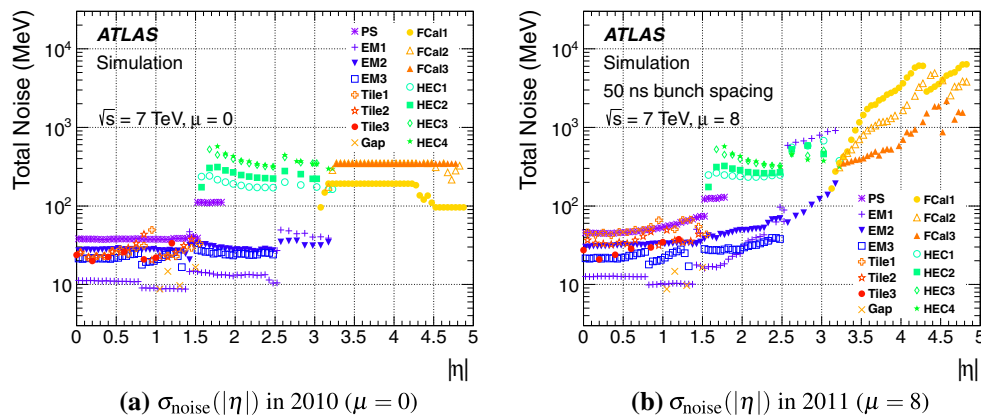 Total Noise (MeV)
10⁴
10³
10²
10
ATLAS
Simulation
√s = 7 TeV, μ = 0
PS
EM1
EM2
EM3
Tile1
Tile2
Tile3
Gap
FCal1
FCal2
FCal3
HEC1
HEC2
HEC3
HEC4
0 0.5 1 1.5 2 2.5 3 3.5 4 4.5 5
|η|
(a) σnoise(|η|) in 2010 (μ = 0)
Total Noise (MeV)
10⁴
10³
10²
10
ATLAS
Simulation
50 ns bunch spacing
√s = 7 TeV, μ = 8
PS
EM1
EM2
EM3
Tile1
Tile2
Tile3
Gap
FCal1
FCal2
FCal3
HEC1
HEC2
HEC3
HEC4
0 0.5 1 1.5 2 2.5 3 3.5 4 4.5 5
|η|
(b) σnoise(|η|) in 2011 (μ = 8)